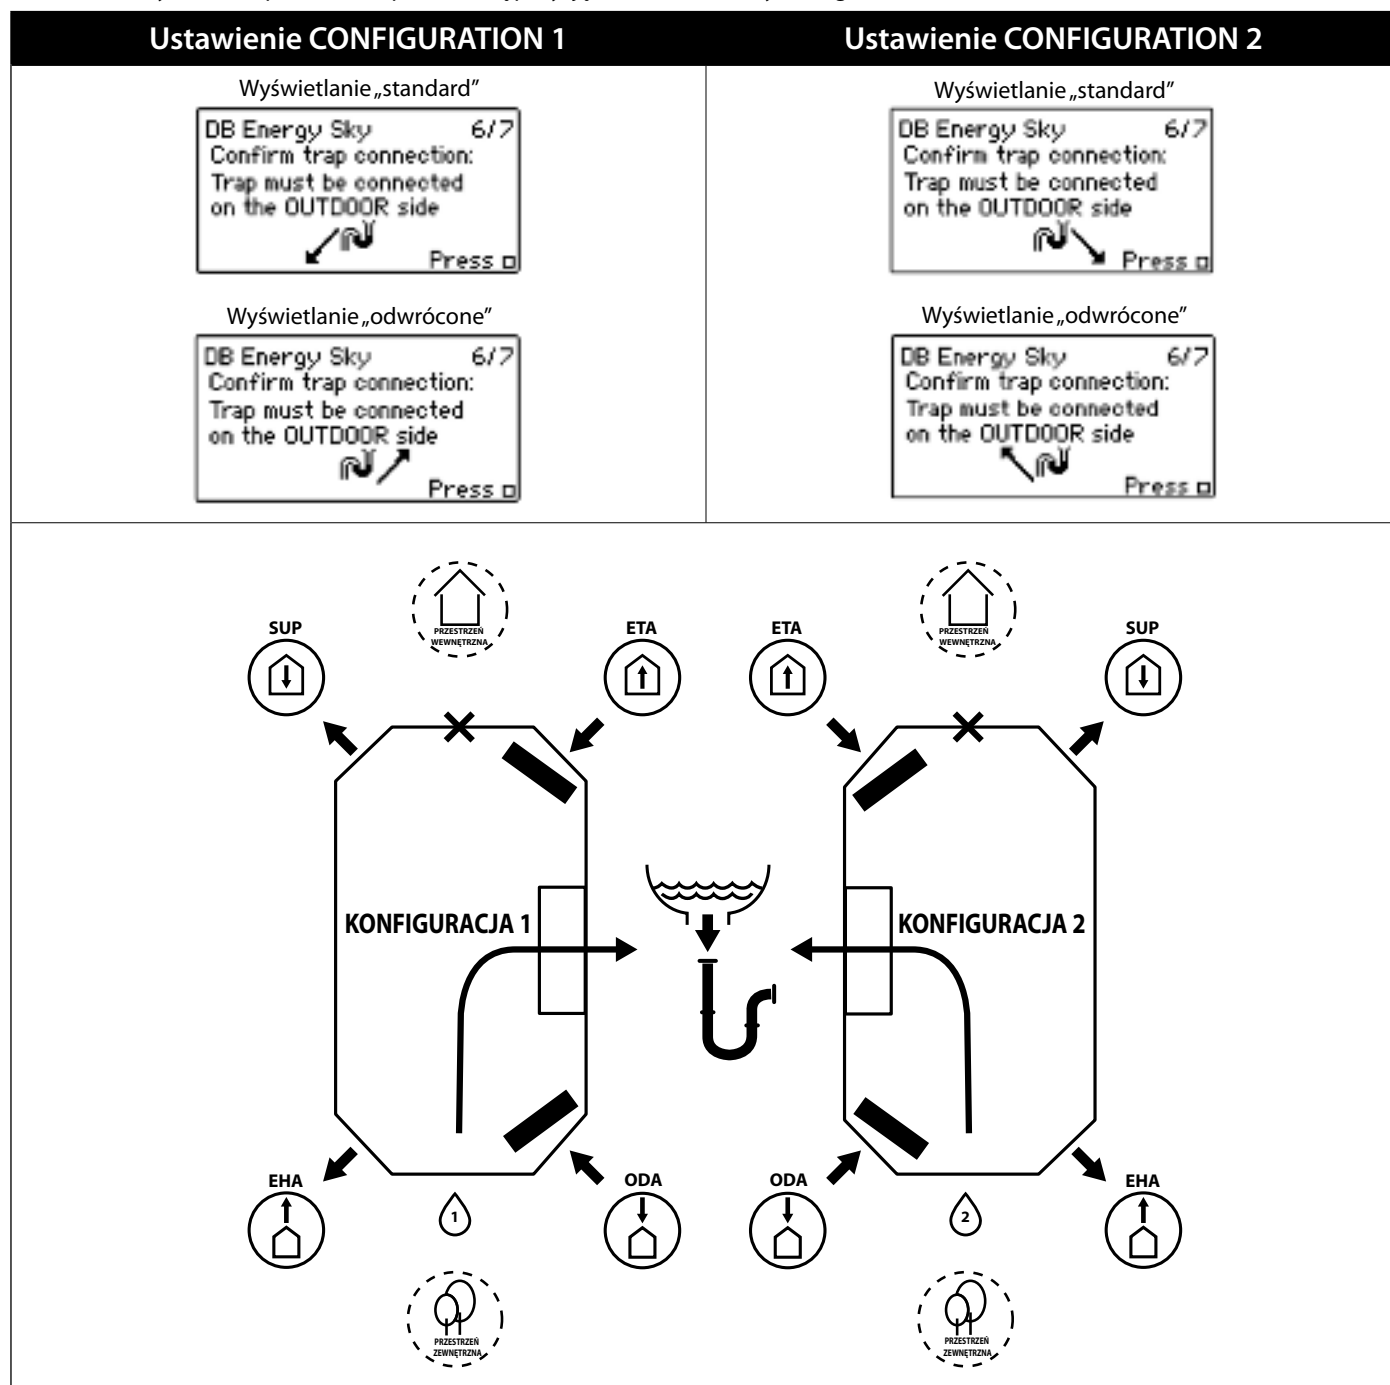 Ustawienie CONFIGURATION 1
Ustawienie CONFIGURATION 2
Wyświetlanie „standard”
DB Energy Sky 6/7
Confirm trap connection:
Trap must be connected
on the OUTDOOR side
Press
Wyświetlanie „standard”
DB Energy Sky 6/7
Confirm trap connection:
Trap must be connected
on the OUTDOOR side
Press
Wyświetlanie „odwrócone”
DB Energy Sky 6/7
Confirm trap connection:
Trap must be connected
on the OUTDOOR side
Press
Wyświetlanie „odwrócone”
DB Energy Sky 6/7
Confirm trap connection:
Trap must be connected
on the OUTDOOR side
Press
PRZESTRZEŃ
WEWNĘTRZNA
SUP
ETA
KONFIGURACJA 1
EHA
1
ODA
PRZESTRZEŃ
ZEWNĘTRZNA
PRZESTRZEŃ
WEWNĘTRZNA
ETA
SUP
KONFIGURACJA 2
ODA
2
EHA
PRZESTRZEŃ
ZEWNĘTRZNA